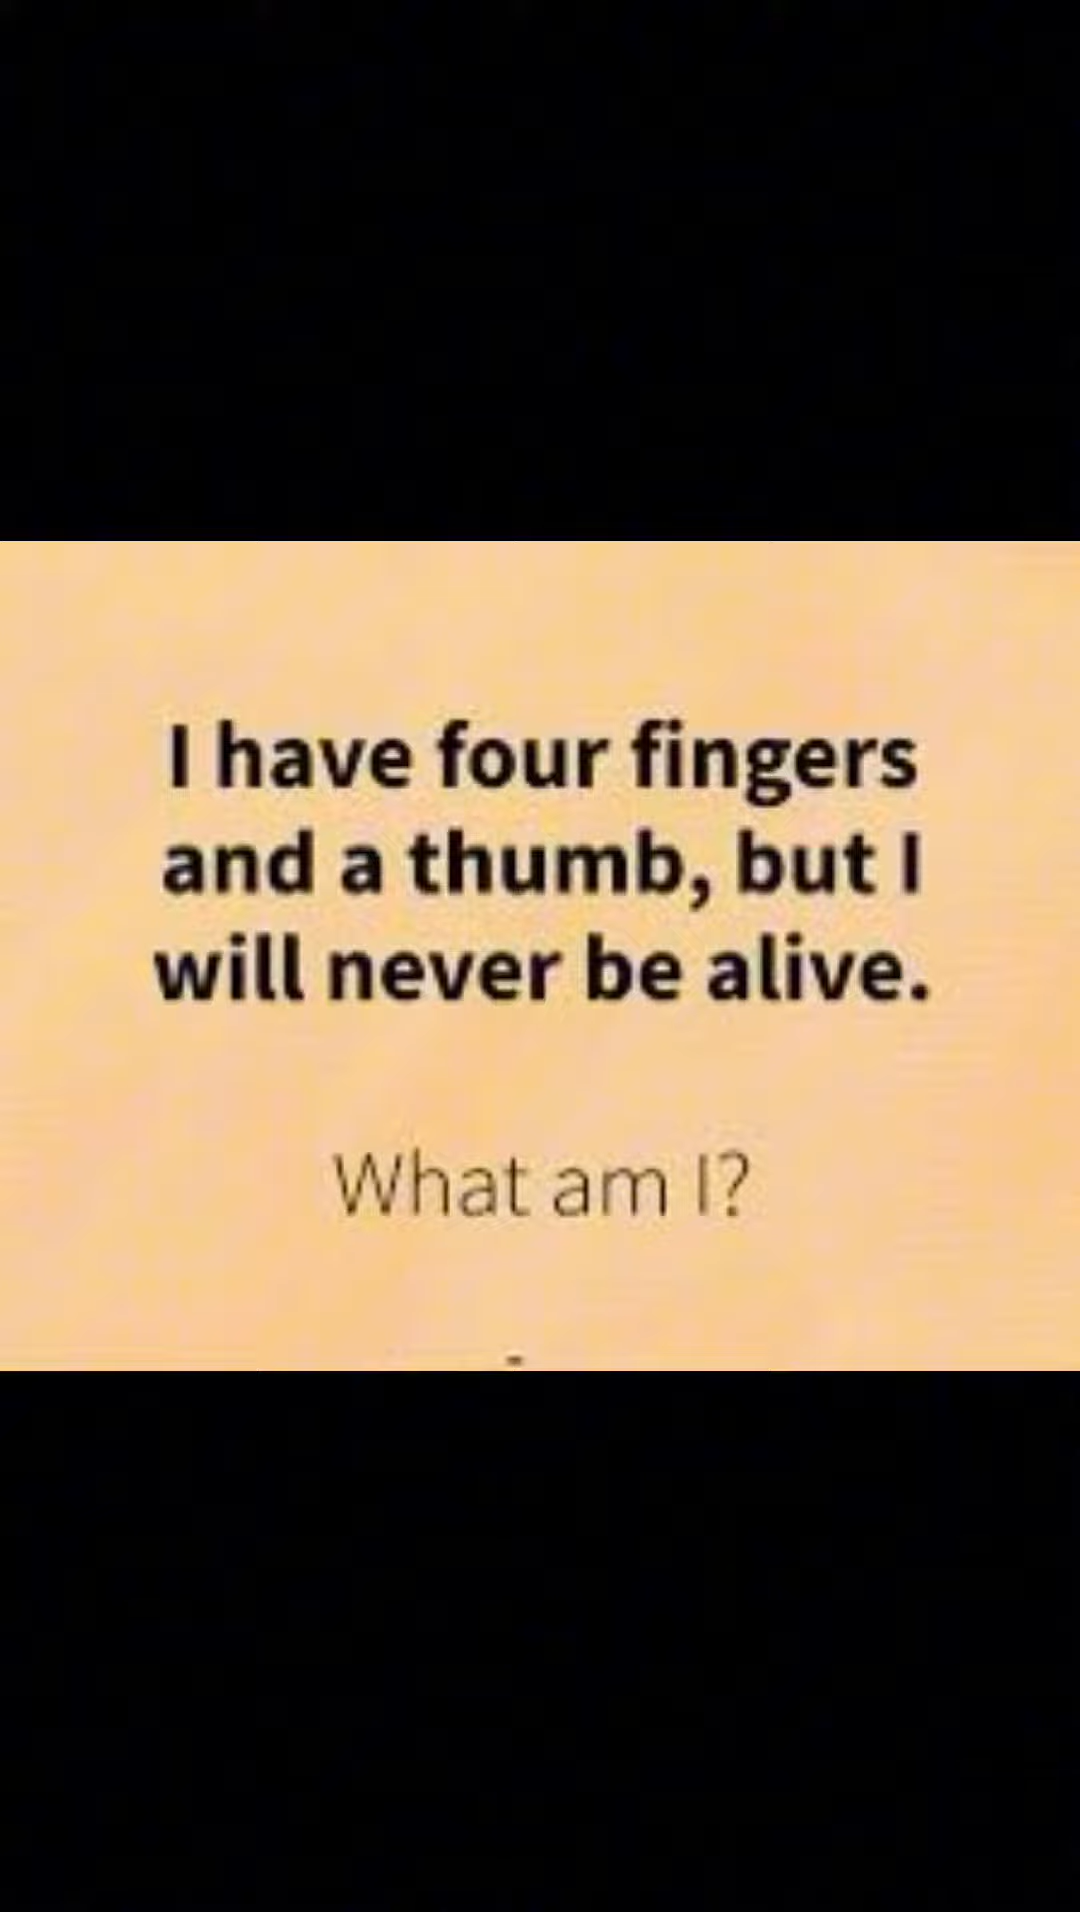 I have four fingers
and a thumb, but I
will never be alive.
What am I?